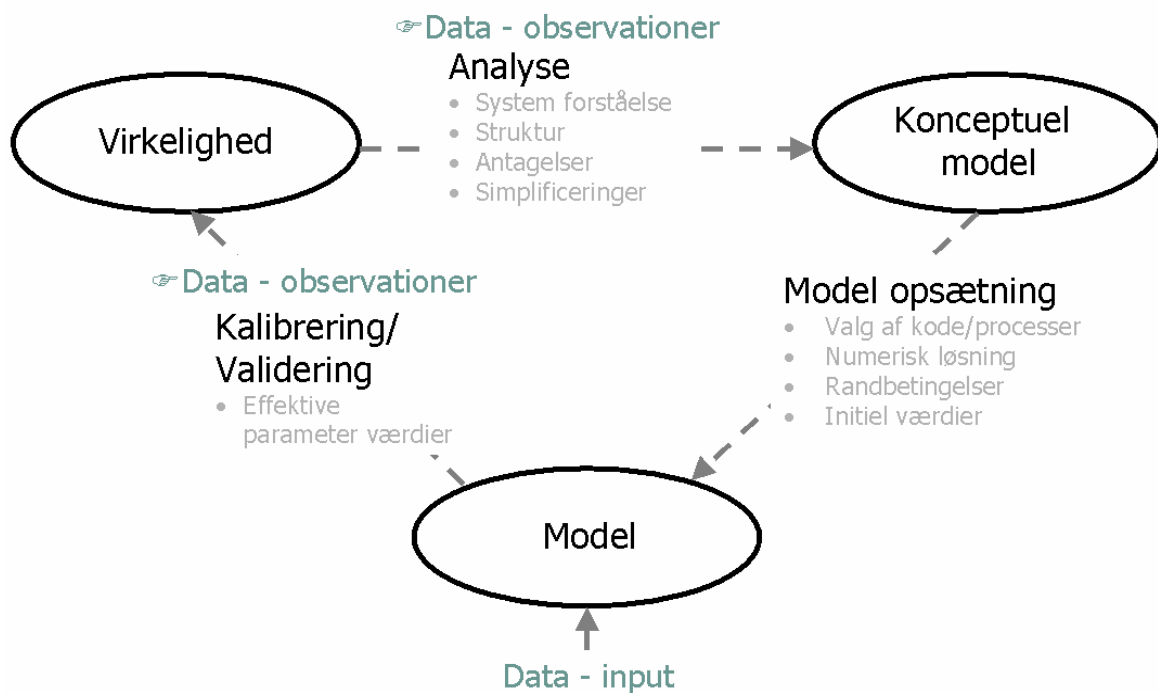 ☞Data - observationer
Analyse
• System forståelse
• Struktur
• Antagelser
• Simplificeringer
Virkelighed
Konceptuel
model
☞Data - observationer
Kalibrering/
Validering
• Effektive
parameter værdier
Model opsætning
• Valg af kode/processer
• Numerisk løsning
• Randbetingelser
• Initiel værdier
Model
Data - input